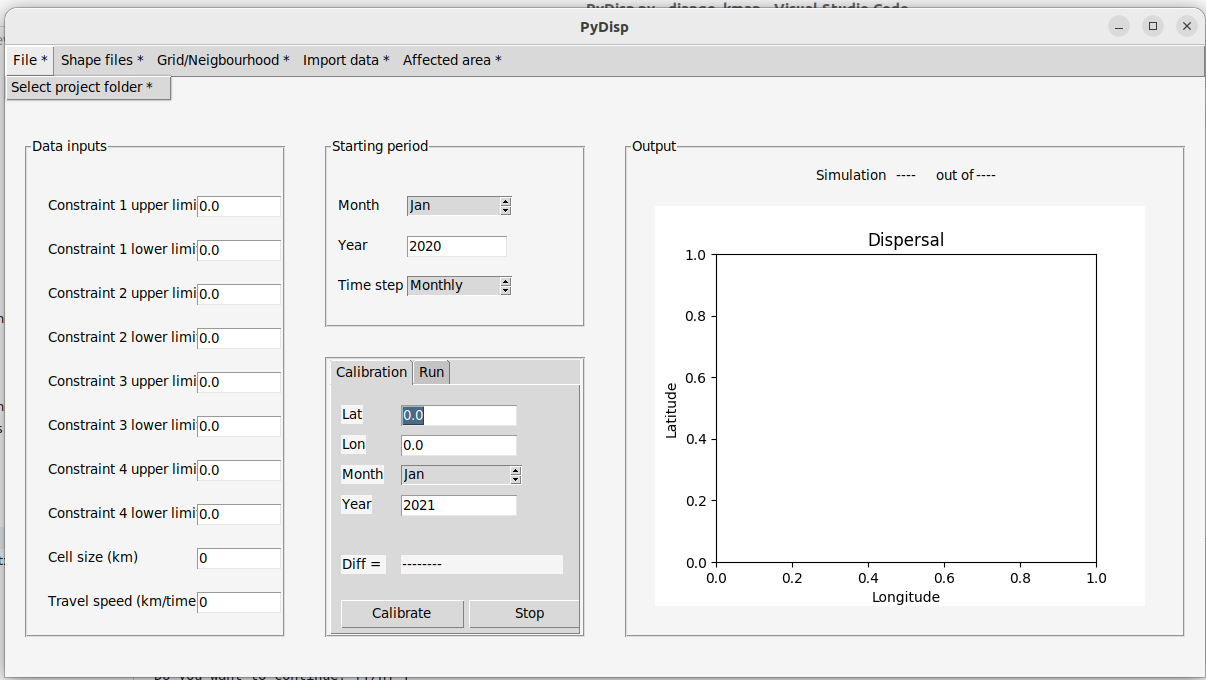 PyDisp.py - disage_kmap - Visual Studio Code
PyDisp
File * Shape files * Grid/Neigbourhood * Import data * Affected area *
Select project folder *
Data inputs
Constraint 1 upper limi 0.0
Constraint 1 lower limi 0.0
Constraint 2 upper limi 0.0
Constraint 2 lower limi 0.0
Constraint 3 upper limi 0.0
Constraint 3 lower limi 0.0
Constraint 4 upper limi 0.0
Constraint 4 lower limi 0.0
Cell size (km) 0
Travel speed (km/time 0
Starting period
Month Jan
Year 2020
Time step Monthly
Calibration Run
Lat 0.0
Lon 0.0
Month Jan
Year 2021
Diff = --------
Calibrate Stop
Output
Simulation ---- out of ----
Dispersal
1.0
0.8
0.6
0.4
0.2
0.0
Latitude
0.0 0.2 0.4 0.6 0.8 1.0
Longitude
Do you want to continue? [Y/n]